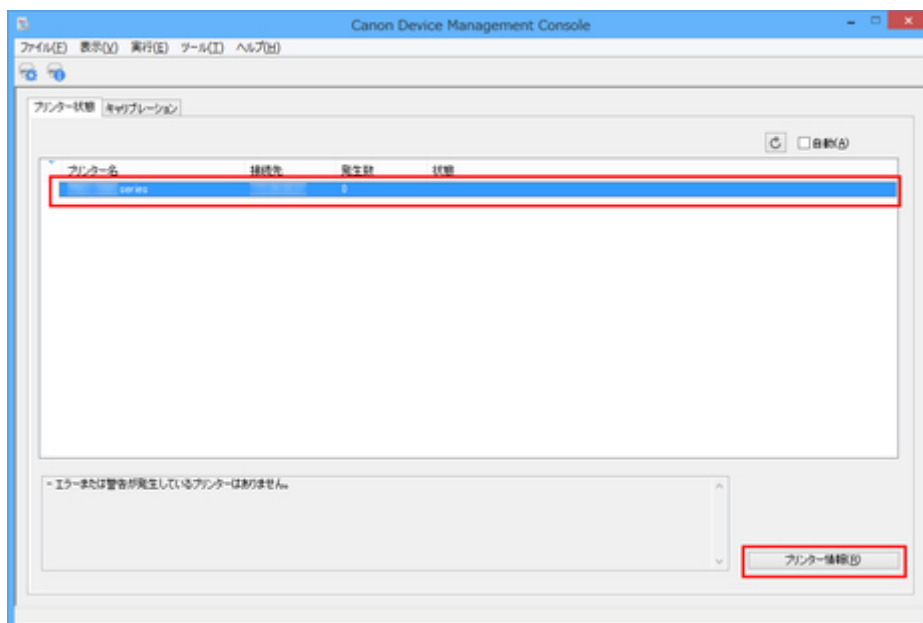 Canon Device Management Console
ファイル(F) 表示(V) 実行(E) ツール(T) ヘルプ(H)
プリンター状態 キャリブレーション
自動(A)
プリンター名 接続先 発生数 状態
series 0
- エラーまたは警告が発生しているプリンターはありません。
プリンター情報(R)